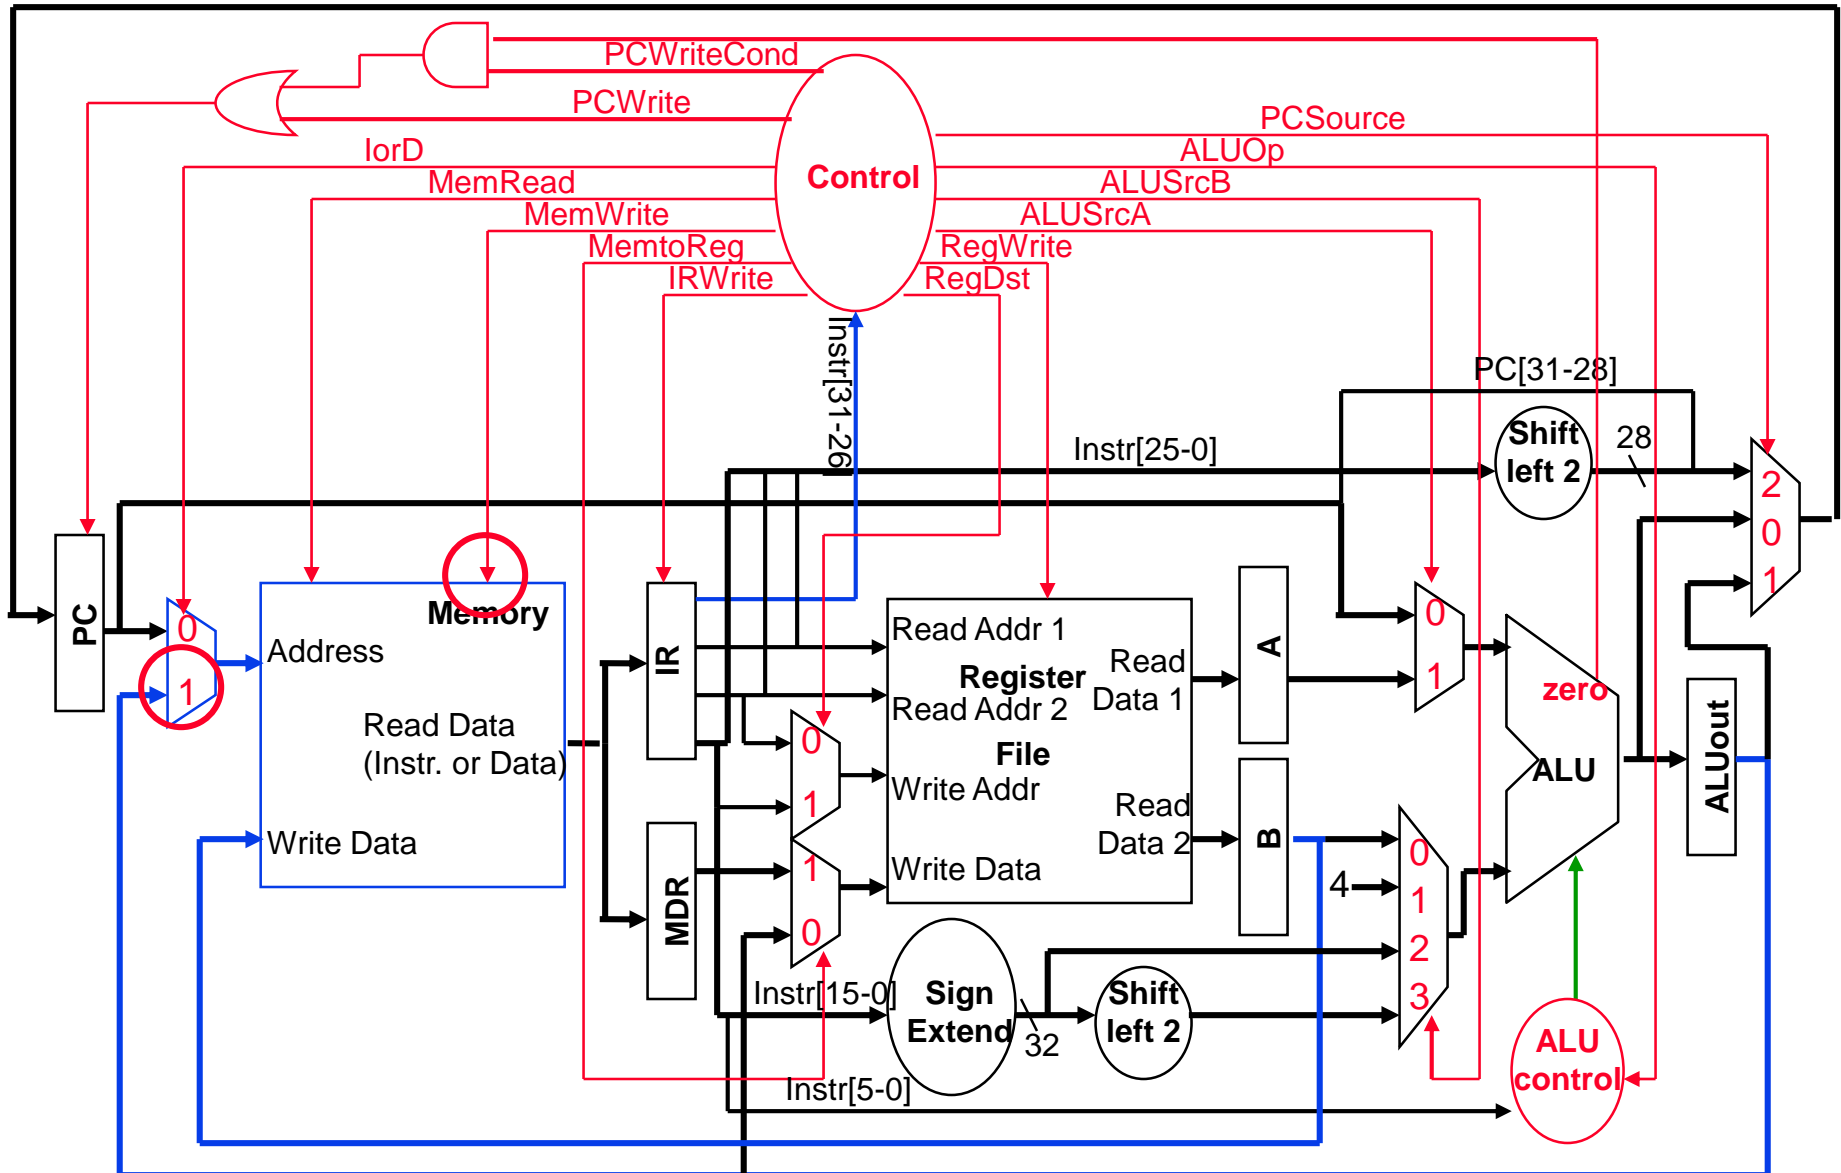 PCWriteCond
PCWrite
PCSource
IorD
ALUOp
Control
MemRead
ALUSrcB
MemWrite
ALUSrcA
MemtoReg
RegWrite
IRWrite
RegDst
Instr[31-26]
PC[31-28]
Instr[25-0]
Shift
left 2
28
2
0
1
PC
0
1
Memory
Address
Read Data
(Instr. or Data)
Write Data
IR
MDR
0
1
1
0
Read Addr 1
Register
Read Addr 2
File
Write Addr
Write Data
Read
Data 1
Read
Data 2
A
B
0
1
4
0
1
2
3
zero
ALU
ALUout
Instr[15-0]
Sign
Extend
32
Shift
left 2
Instr[5-0]
ALU
control